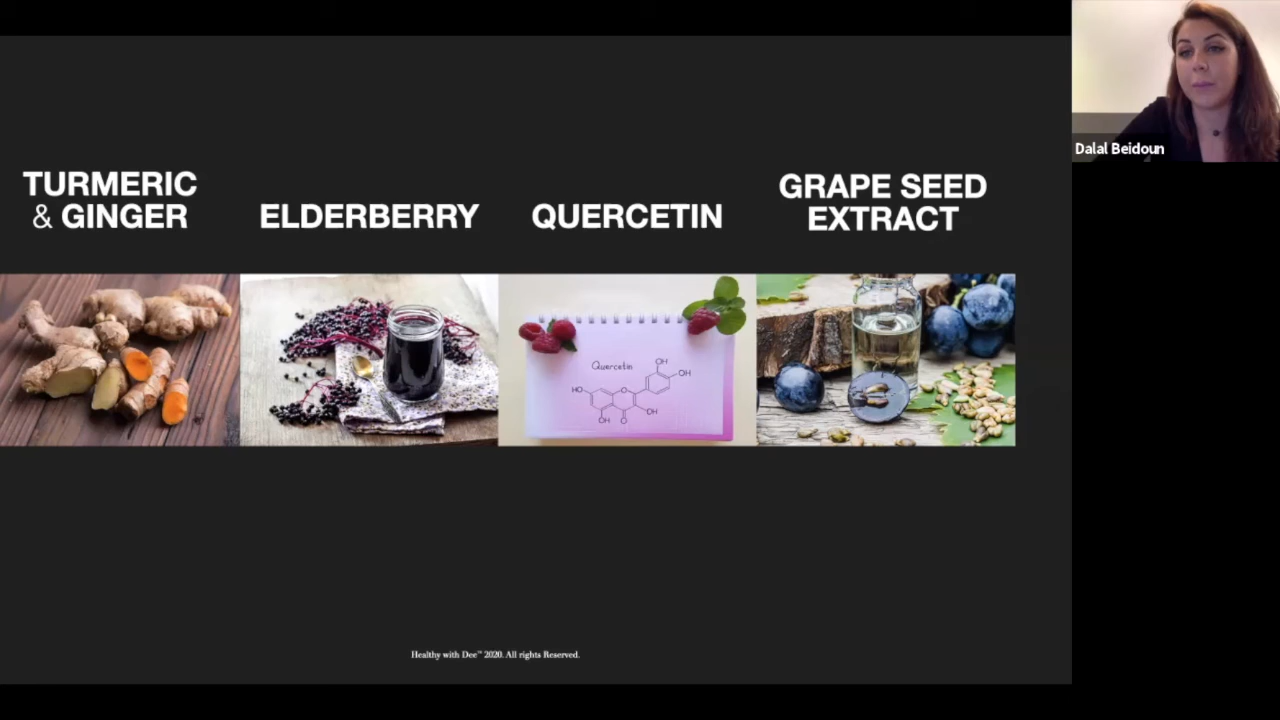 TURMERIC
& GINGER
ELDERBERRY
QUERCETIN
GRAPE SEED
EXTRACT
Dalal Beidoun
Quercetin
OH
OH
HO
O
OH
OH
O
Healthy with Dee™ 2020. All rights Reserved.